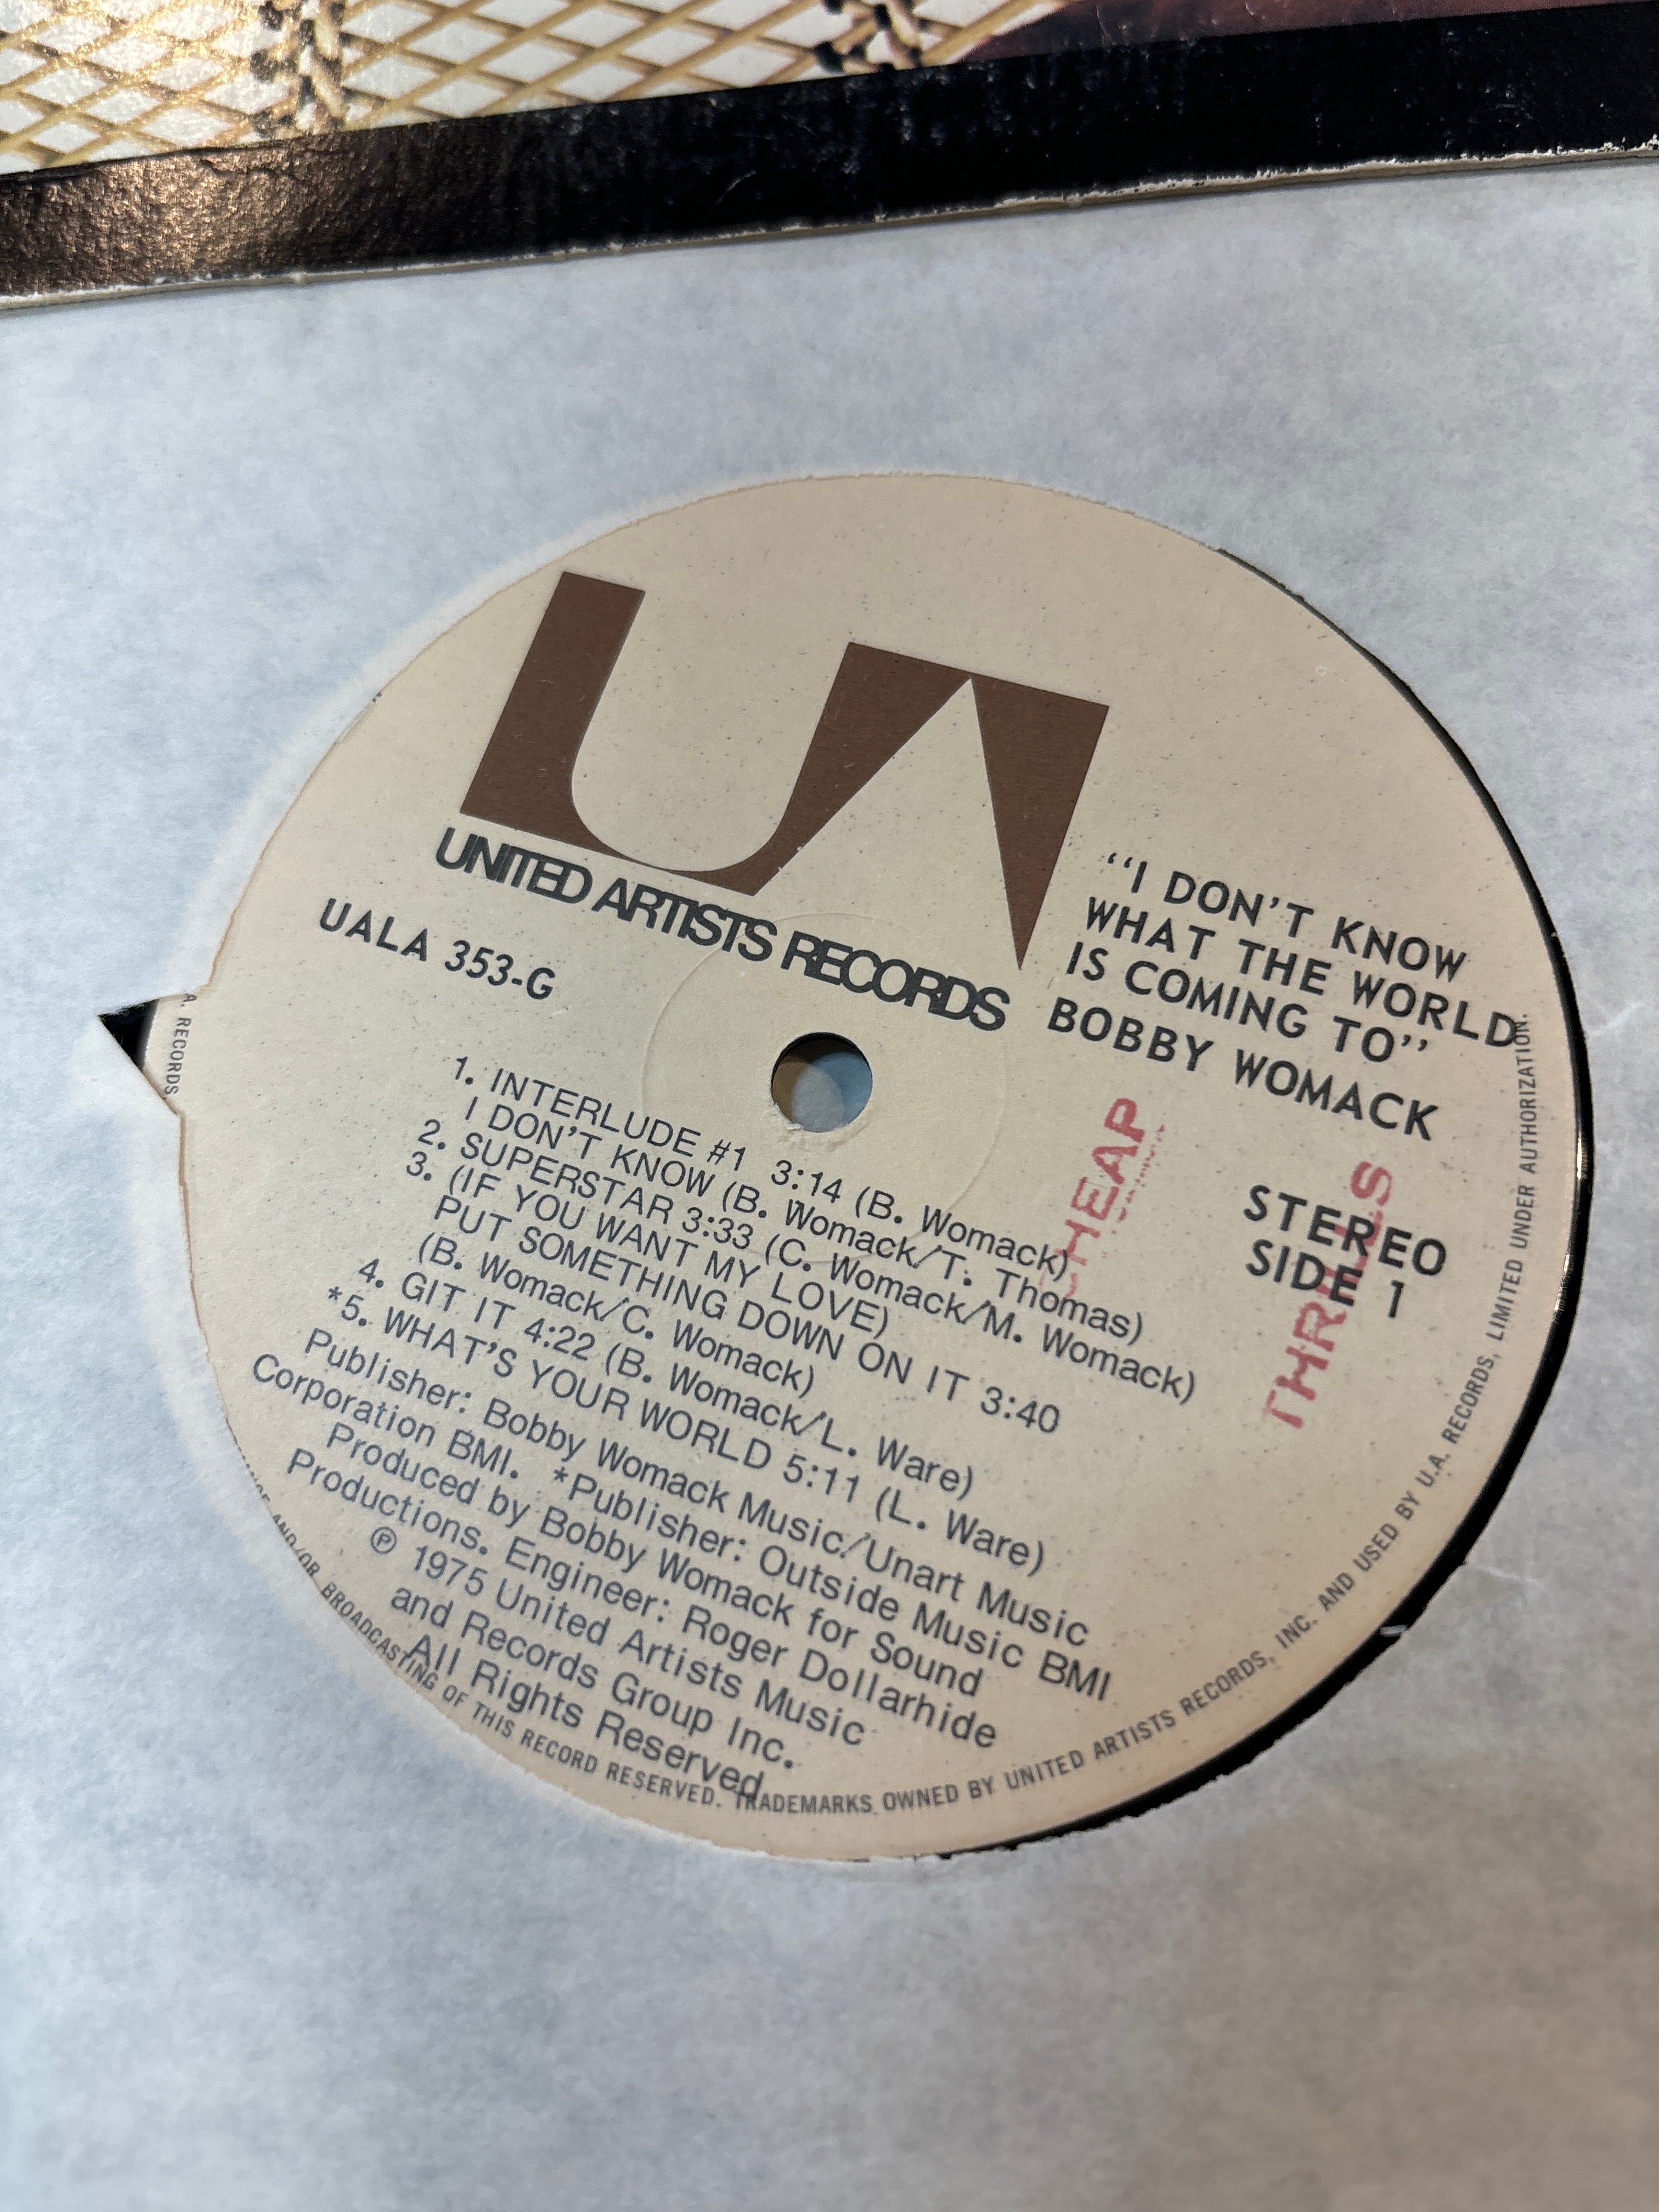 UA
UNITED ARTISTS RECORDS
UALA 353-G
‘‘I DON’T KNOW
WHAT THE WORLD
IS COMING TO’’
BOBBY WOMACK
STEREO
SIDE 1
CHEAP
THRILLS
1. INTERLUDE #1 3:14 (B. Womack)
I DON’T KNOW (B. Womack/T. Thomas)
2. SUPERSTAR 3:33 (C. Womack/M. Womack)
3. (IF YOU WANT MY LOVE)
PUT SOMETHING DOWN ON IT 3:40
(B. Womack/C. Womack)
4. GIT IT 4:22 (B. Womack/L. Ware)
*5. WHAT’S YOUR WORLD 5:11 (L. Ware)
Publisher: Bobby Womack Music/Unart Music
Corporation BMI. *Publisher: Outside Music BMI
Produced by Bobby Womack for Sound
Productions. Engineer: Roger Dollarhide
℗ 1975 United Artists Music
and Records Group Inc.
All Rights Reserved
A. RECORDS
AND/OR BROADCASTING OF THIS RECORD RESERVED. TRADEMARKS OWNED BY UNITED ARTISTS RECORDS, INC. AND USED BY U.A. RECORDS, LIMITED UNDER AUTHORIZATION.